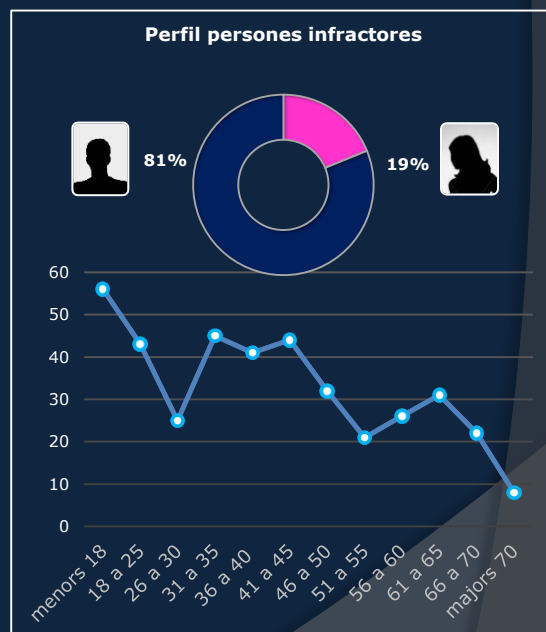 Perfil persones infractores
81%
19%
60
50
40
30
20
10
0
menors 18
18 a 25
26 a 30
31 a 35
36 a 40
41 a 45
46 a 50
51 a 55
56 a 60
61 a 65
66 a 70
majors 70